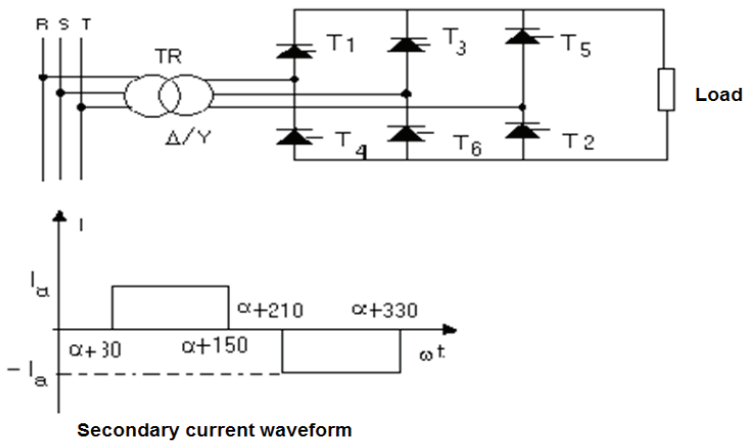 R S T
TR
Δ/Y
T1
T3
T5
T4
T6
T2
Load
I
Ia
α+30
α+150
α+210
α+330
ωt
-Ia
Secondary current waveform